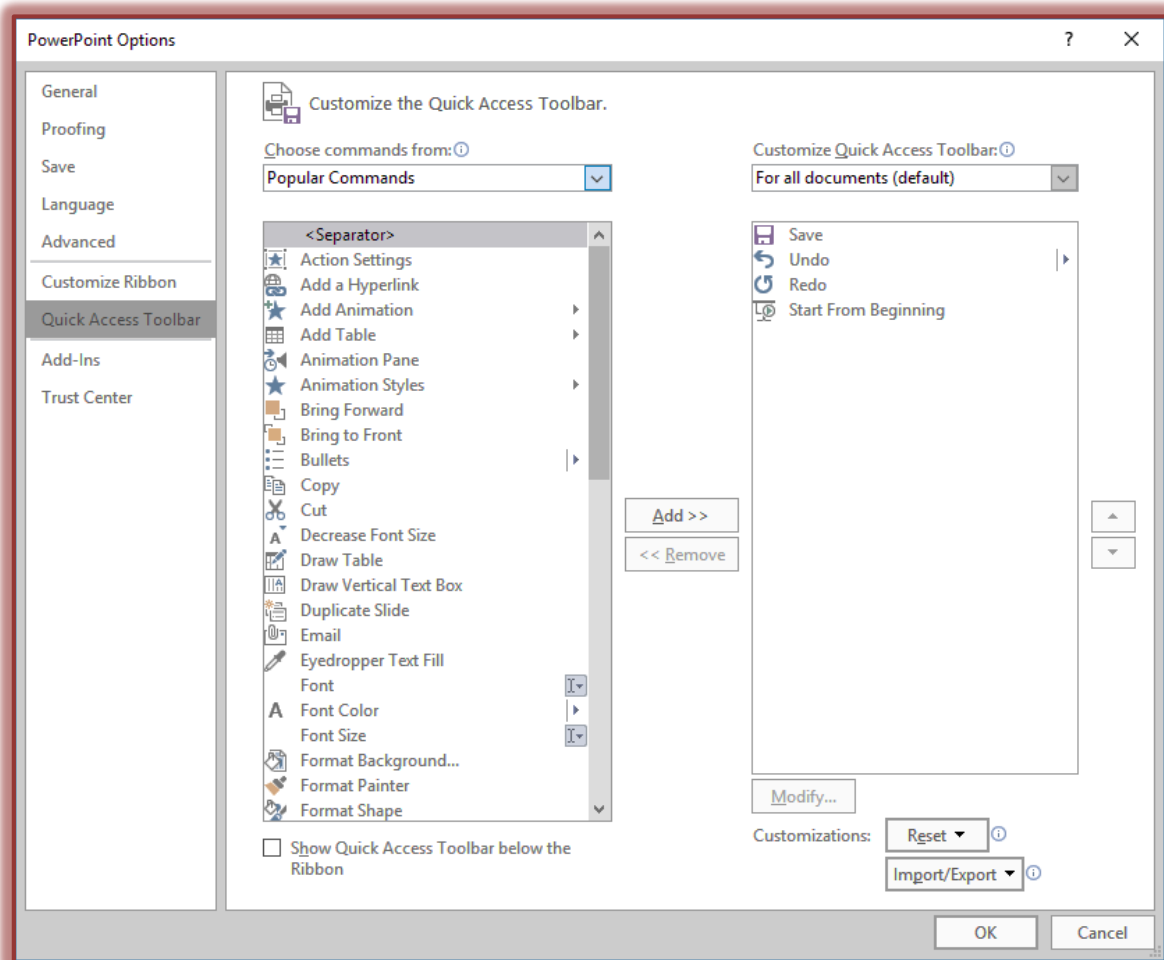 PowerPoint Options
?
General
Proofing
Save
Language
Advanced
Customize Ribbon
Quick Access Toolbar
Add-Ins
Trust Center
Customize the Quick Access Toolbar.
Choose commands from:
Popular Commands
<Separator>
Action Settings
Add a Hyperlink
Add Animation
Add Table
Animation Pane
Animation Styles
Bring Forward
Bring to Front
Bullets
Copy
Cut
Decrease Font Size
Draw Table
Draw Vertical Text Box
Duplicate Slide
Email
Eyedropper Text Fill
Font
Font Color
Font Size
Format Background...
Format Painter
Format Shape
Show Quick Access Toolbar below the
Ribbon
Add >>
<< Remove
Customize Quick Access Toolbar:
For all documents (default)
Save
Undo
Redo
Start From Beginning
Modify...
Customizations:
Reset
Import/Export
OK
Cancel